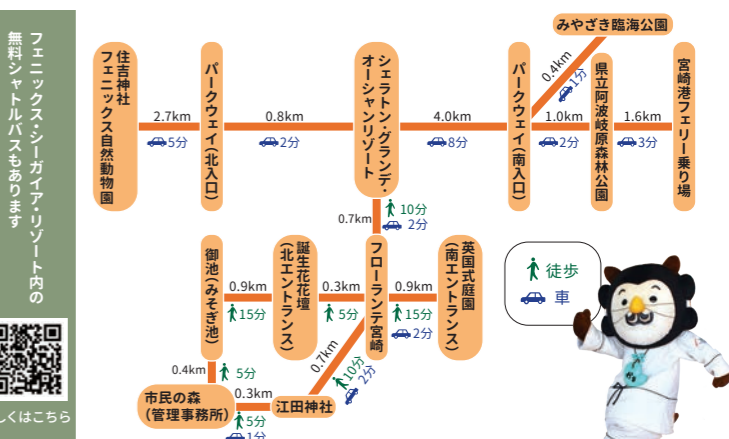 フェニックス・シーガイア・リゾート内の
無料シャトルバスもあります
しくはこちら
みやざき臨海公園
住吉神社
フェニックス自然動物園
2.7km
5分
パークウェイ(北入口)
0.8km
2分
シェラトン・グランデ・
オーシャンリゾート
4.0km
8分
パークウェイ(南入口)
0.4km
1分
1.0km
2分
県立阿波岐原森林公園
1.6km
3分
宮崎港フェリー乗り場
0.7km
10分
2分
御池(みそぎ池)
0.9km
15分
誕生花花壇
(北エントランス)
0.3km
5分
フローランテ宮崎
0.9km
15分
2分
英国式庭園
(南エントランス)
0.4km
5分
市民の森
(管理事務所)
0.3km
5分
1分
江田神社
0.7km
10分
2分
徒歩
車